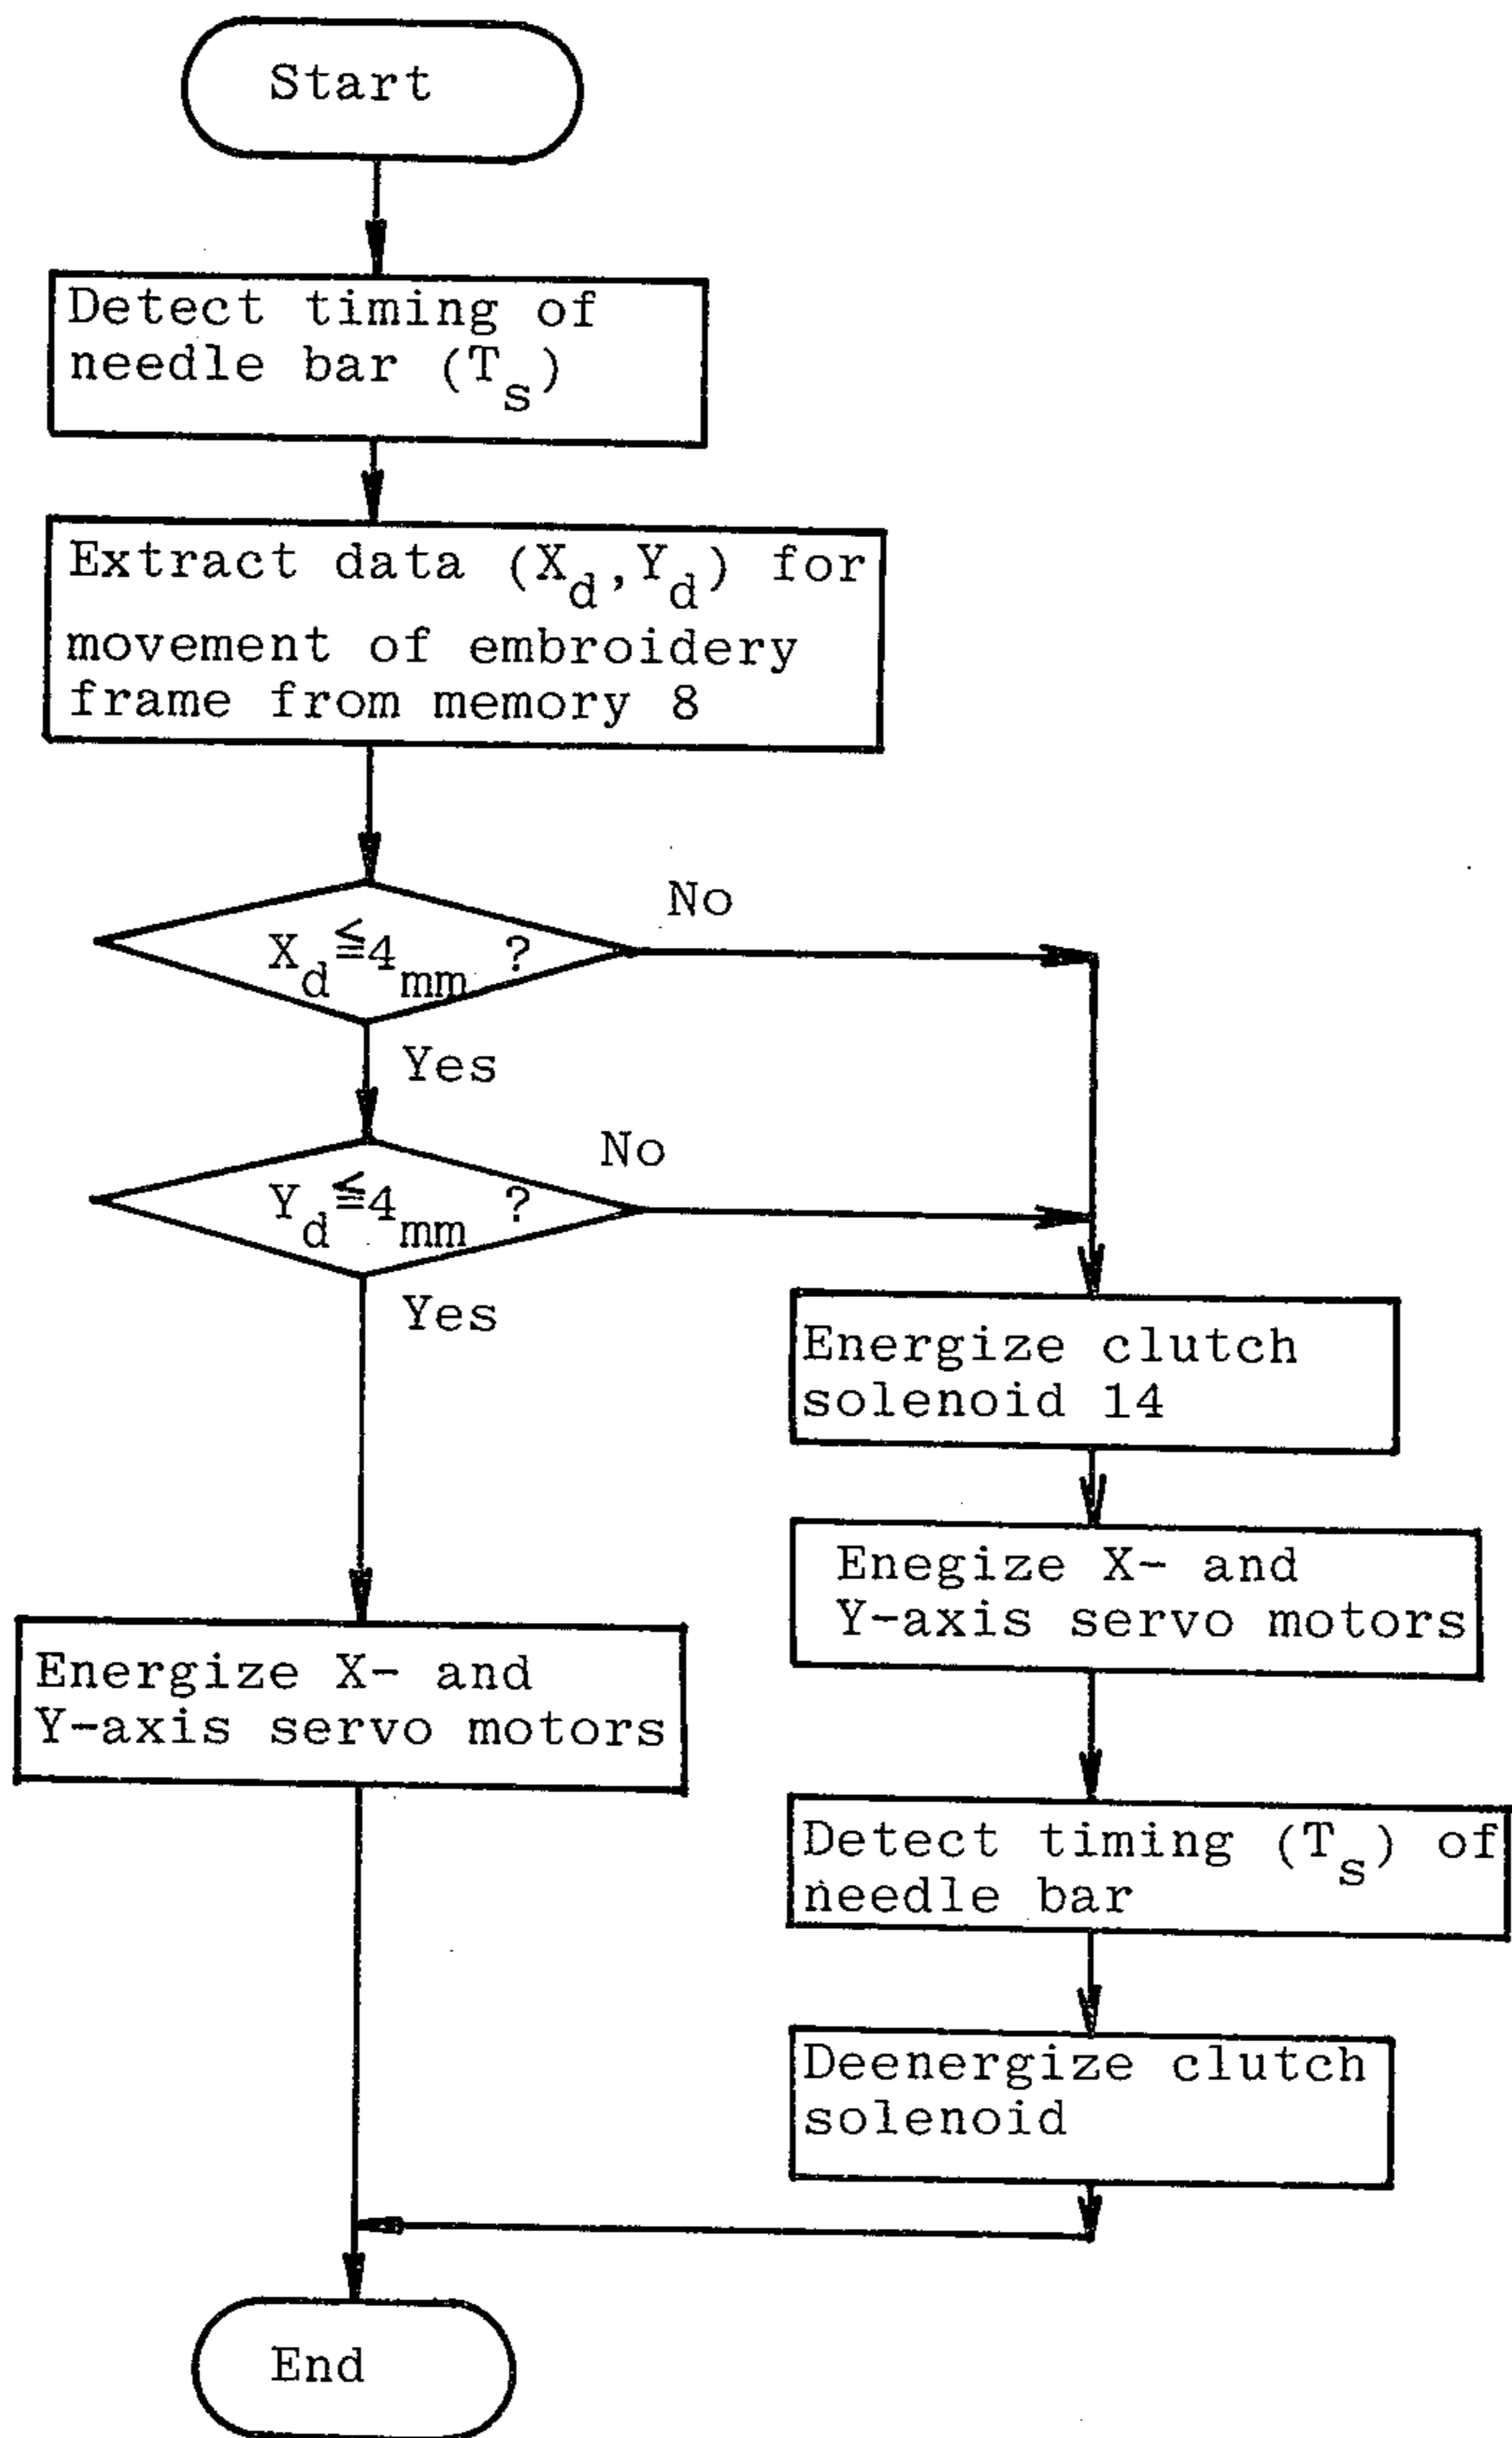 Start
Detect timing of
needle bar (Ts)
Extract data (Xd,Yd) for
movement of embroidery
frame from memory 8
No
Xd≦4mm ?
Yes
No
Yd≦4mm ?
Yes
Energize clutch
solenoid 14
Enegize X- and
Y-axis servo motors
Energize X- and
Y-axis servo motors
Detect timing (Ts) of
needle bar
Deenergize clutch
solenoid
End